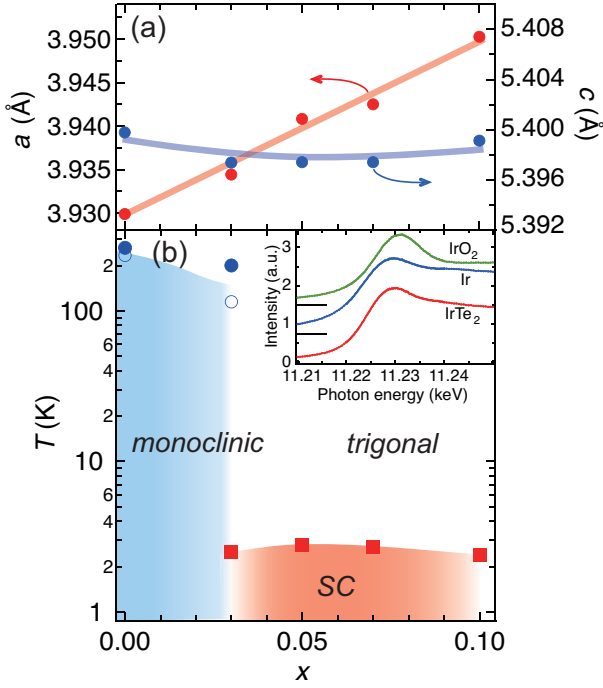 (a)
3.950
3.945
3.940
3.935
3.930
a (Å)
5.408
5.404
5.400
5.396
5.392
c (Å)
(b)
2
100
6
4
2
10
8
6
4
2
1
T (K)
monoclinic
trigonal
SC
3
2
1
0
Intensity (a.u.)
IrO2
Ir
IrTe2
11.21 11.22 11.23 11.24
Photon energy (keV)
0.00 0.05 0.10
x